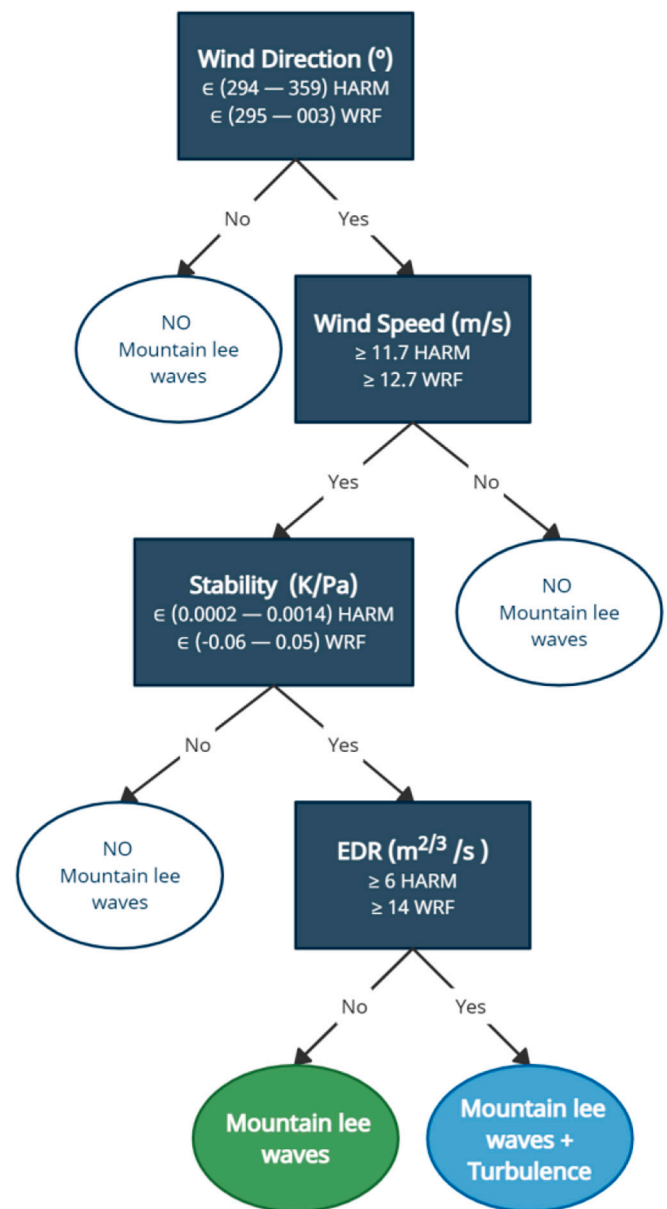 Wind Direction (º)
∈ (294 — 359) HARM
∈ (295 — 003) WRF
No
Yes
NO
Mountain lee
waves
Wind Speed (m/s)
≥ 11.7 HARM
≥ 12.7 WRF
Yes
No
Stability (K/Pa)
∈ (0.0002 — 0.0014) HARM
∈ (-0.06 — 0.05) WRF
NO
Mountain lee
waves
No
Yes
NO
Mountain lee
waves
EDR (m²ᐟ³ /s )
≥ 6 HARM
≥ 14 WRF
No
Yes
Mountain lee
waves
Mountain lee
waves +
Turbulence